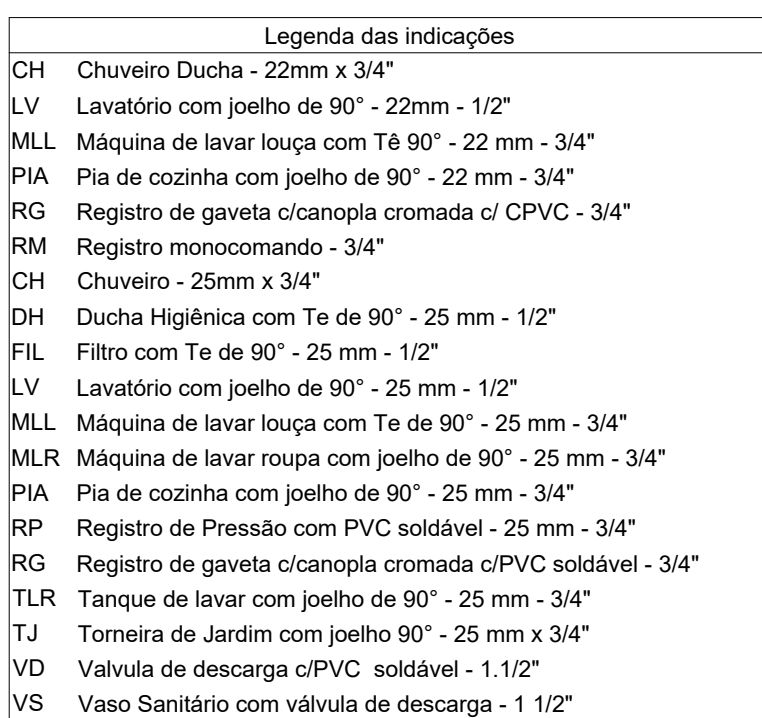 Legenda das indicações
CH Chuveiro Ducha - 22mm x 3/4"
LV Lavatório com joelho de 90° - 22mm - 1/2"
MLL Máquina de lavar louça com Tê 90° - 22 mm - 3/4"
PIA Pia de cozinha com joelho de 90° - 22 mm - 3/4"
RG Registro de gaveta c/canopla cromada c/ CPVC - 3/4"
RM Registro monocomando - 3/4"
CH Chuveiro - 25mm x 3/4"
DH Ducha Higiênica com Te de 90° - 25 mm - 1/2"
FIL Filtro com Te de 90° - 25 mm - 1/2"
LV Lavatório com joelho de 90° - 25 mm - 1/2"
MLL Máquina de lavar louça com Te de 90° - 25 mm - 3/4"
MLR Máquina de lavar roupa com joelho de 90° - 25 mm - 3/4"
PIA Pia de cozinha com joelho de 90° - 25 mm - 3/4"
RP Registro de Pressão com PVC soldável - 25 mm - 3/4"
RG Registro de gaveta c/canopla cromada c/PVC soldável - 3/4"
TLR Tanque de lavar com joelho de 90° - 25 mm - 3/4"
TJ Torneira de Jardim com joelho 90° - 25 mm x 3/4"
VD Valvula de descarga c/PVC soldável - 1.1/2"
VS Vaso Sanitário com válvula de descarga - 1 1/2"